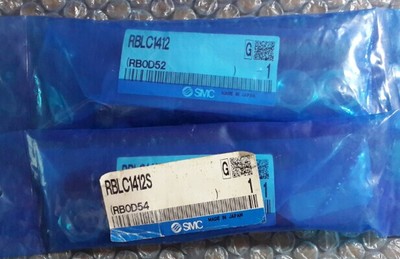 RBLC1412
G
(RB0D52
1
SMC
MADE IN JAPAN
RBLC1412S
G
(RB0D54
)
1
SMC
MADE IN JAPAN